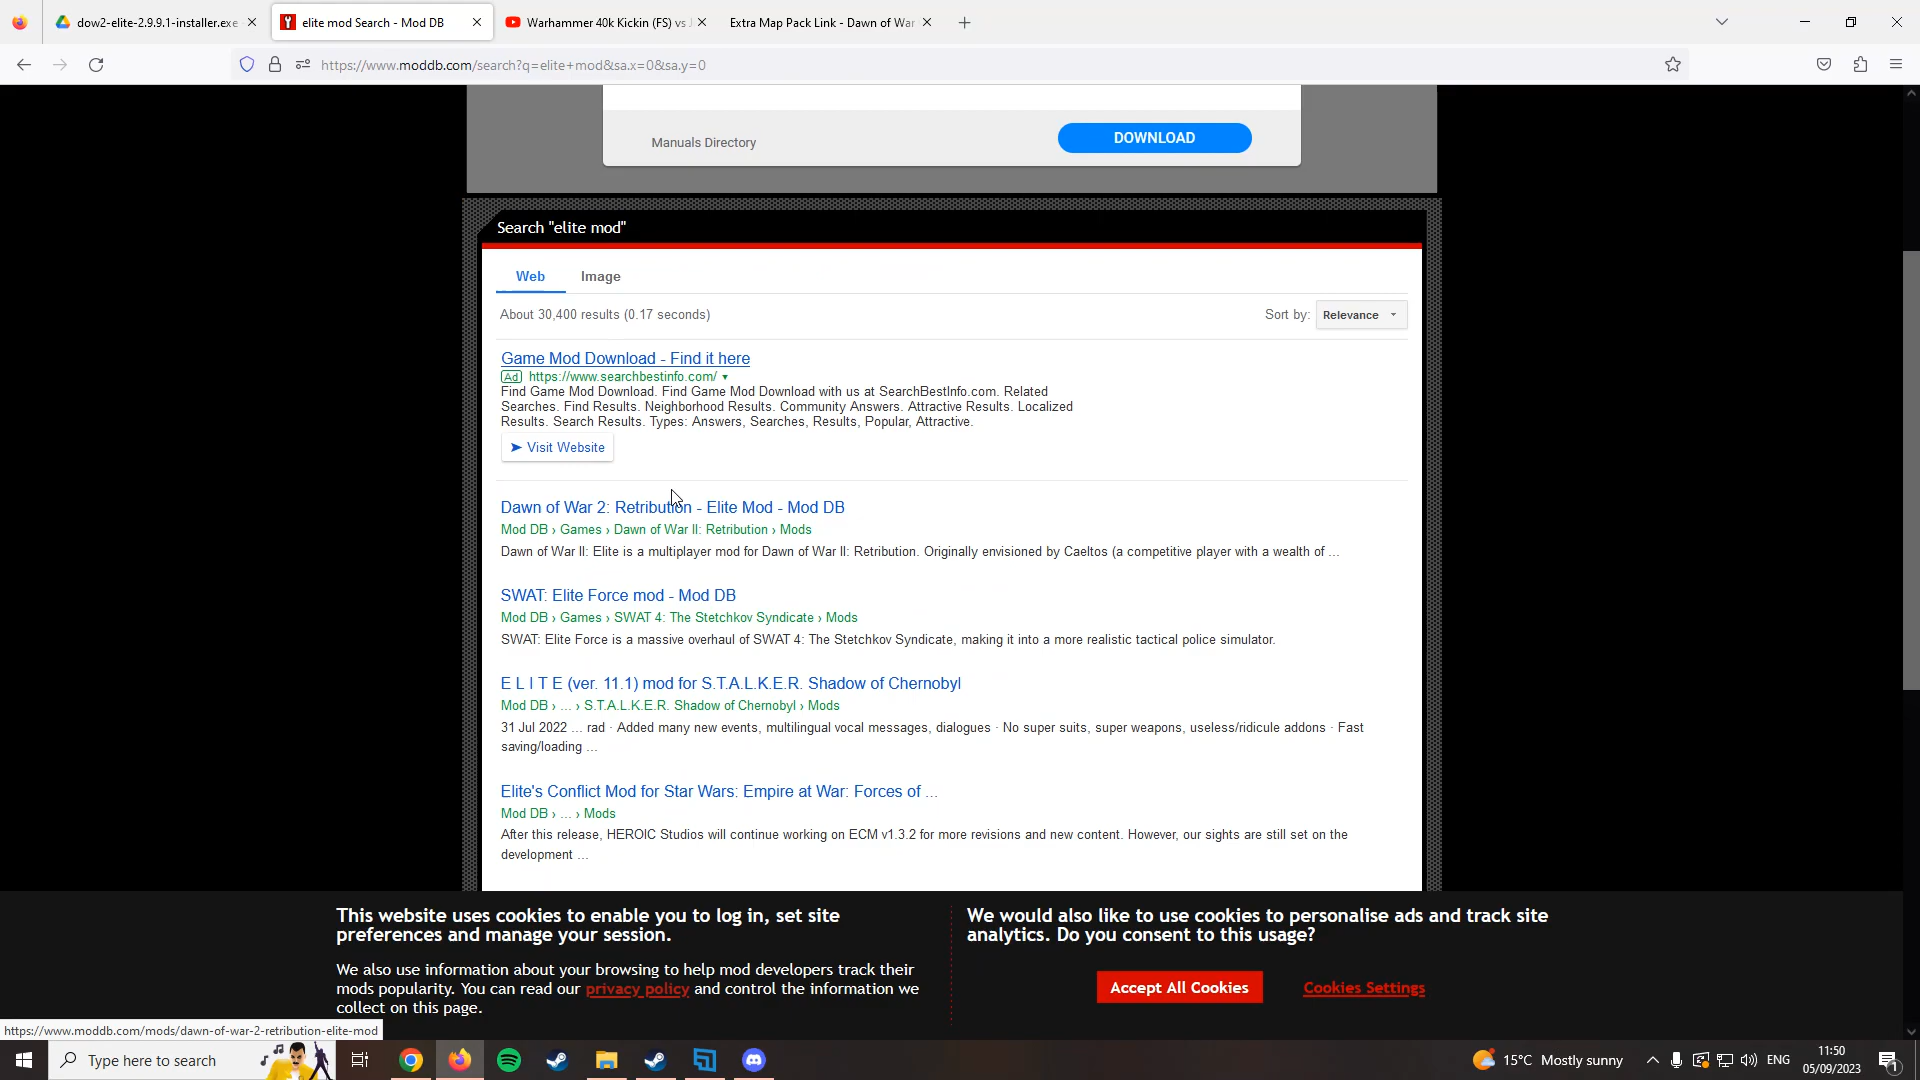 dow2-elite-2.9.9.1-installer.exe
elite mod Search - Mod DB
Warhammer 40k Kickin (FS) vs
Extra Map Pack Link - Dawn of War
https://www.moddb.com/search?q=elite+mod&sa.x=0&sa.y=0
Manuals Directory
DOWNLOAD
Search "elite mod"
Web
Image
About 30,400 results (0.17 seconds)
Sort by:
Relevance
Game Mod Download - Find it here
Ad https://www.searchbestinfo.com/
Find Game Mod Download. Find Game Mod Download with us at SearchBestInfo.com. Related
Searches. Find Results. Neighborhood Results. Community Answers. Attractive Results. Localized
Results. Search Results. Types: Answers, Searches, Results, Popular, Attractive.
Visit Website
Dawn of War 2: Retribution - Elite Mod - Mod DB
Mod DB › Games › Dawn of War II: Retribution › Mods
Dawn of War II: Elite is a multiplayer mod for Dawn of War II: Retribution. Originally envisioned by Caeltos (a competitive player with a wealth of ...
SWAT: Elite Force mod - Mod DB
Mod DB › Games › SWAT 4: The Stetchkov Syndicate › Mods
SWAT: Elite Force is a massive overhaul of SWAT 4: The Stetchkov Syndicate, making it into a more realistic tactical police simulator.
E L I T E (ver. 11.1) mod for S.T.A.L.K.E.R. Shadow of Chernobyl
Mod DB › ... › S.T.A.L.K.E.R. Shadow of Chernobyl › Mods
31 Jul 2022 ... rad · Added many new events, multilingual vocal messages, dialogues · No super suits, super weapons, useless/ridicule addons · Fast
saving/loading ...
Elite's Conflict Mod for Star Wars: Empire at War: Forces of ...
Mod DB › ... › Mods
After this release, HEROIC Studios will continue working on ECM v1.3.2 for more revisions and new content. However, our sights are still set on the
development ...
This website uses cookies to enable you to log in, set site
preferences and manage your session.
We also use information about your browsing to help mod developers track their
mods popularity. You can read our privacy policy and control the information we
collect on this page.
We would also like to use cookies to personalise ads and track site
analytics. Do you consent to this usage?
Accept All Cookies
Cookies Settings
https://www.moddb.com/mods/dawn-of-war-2-retribution-elite-mod
Type here to search
15°C Mostly sunny
ENG
11:50
05/09/2023
1